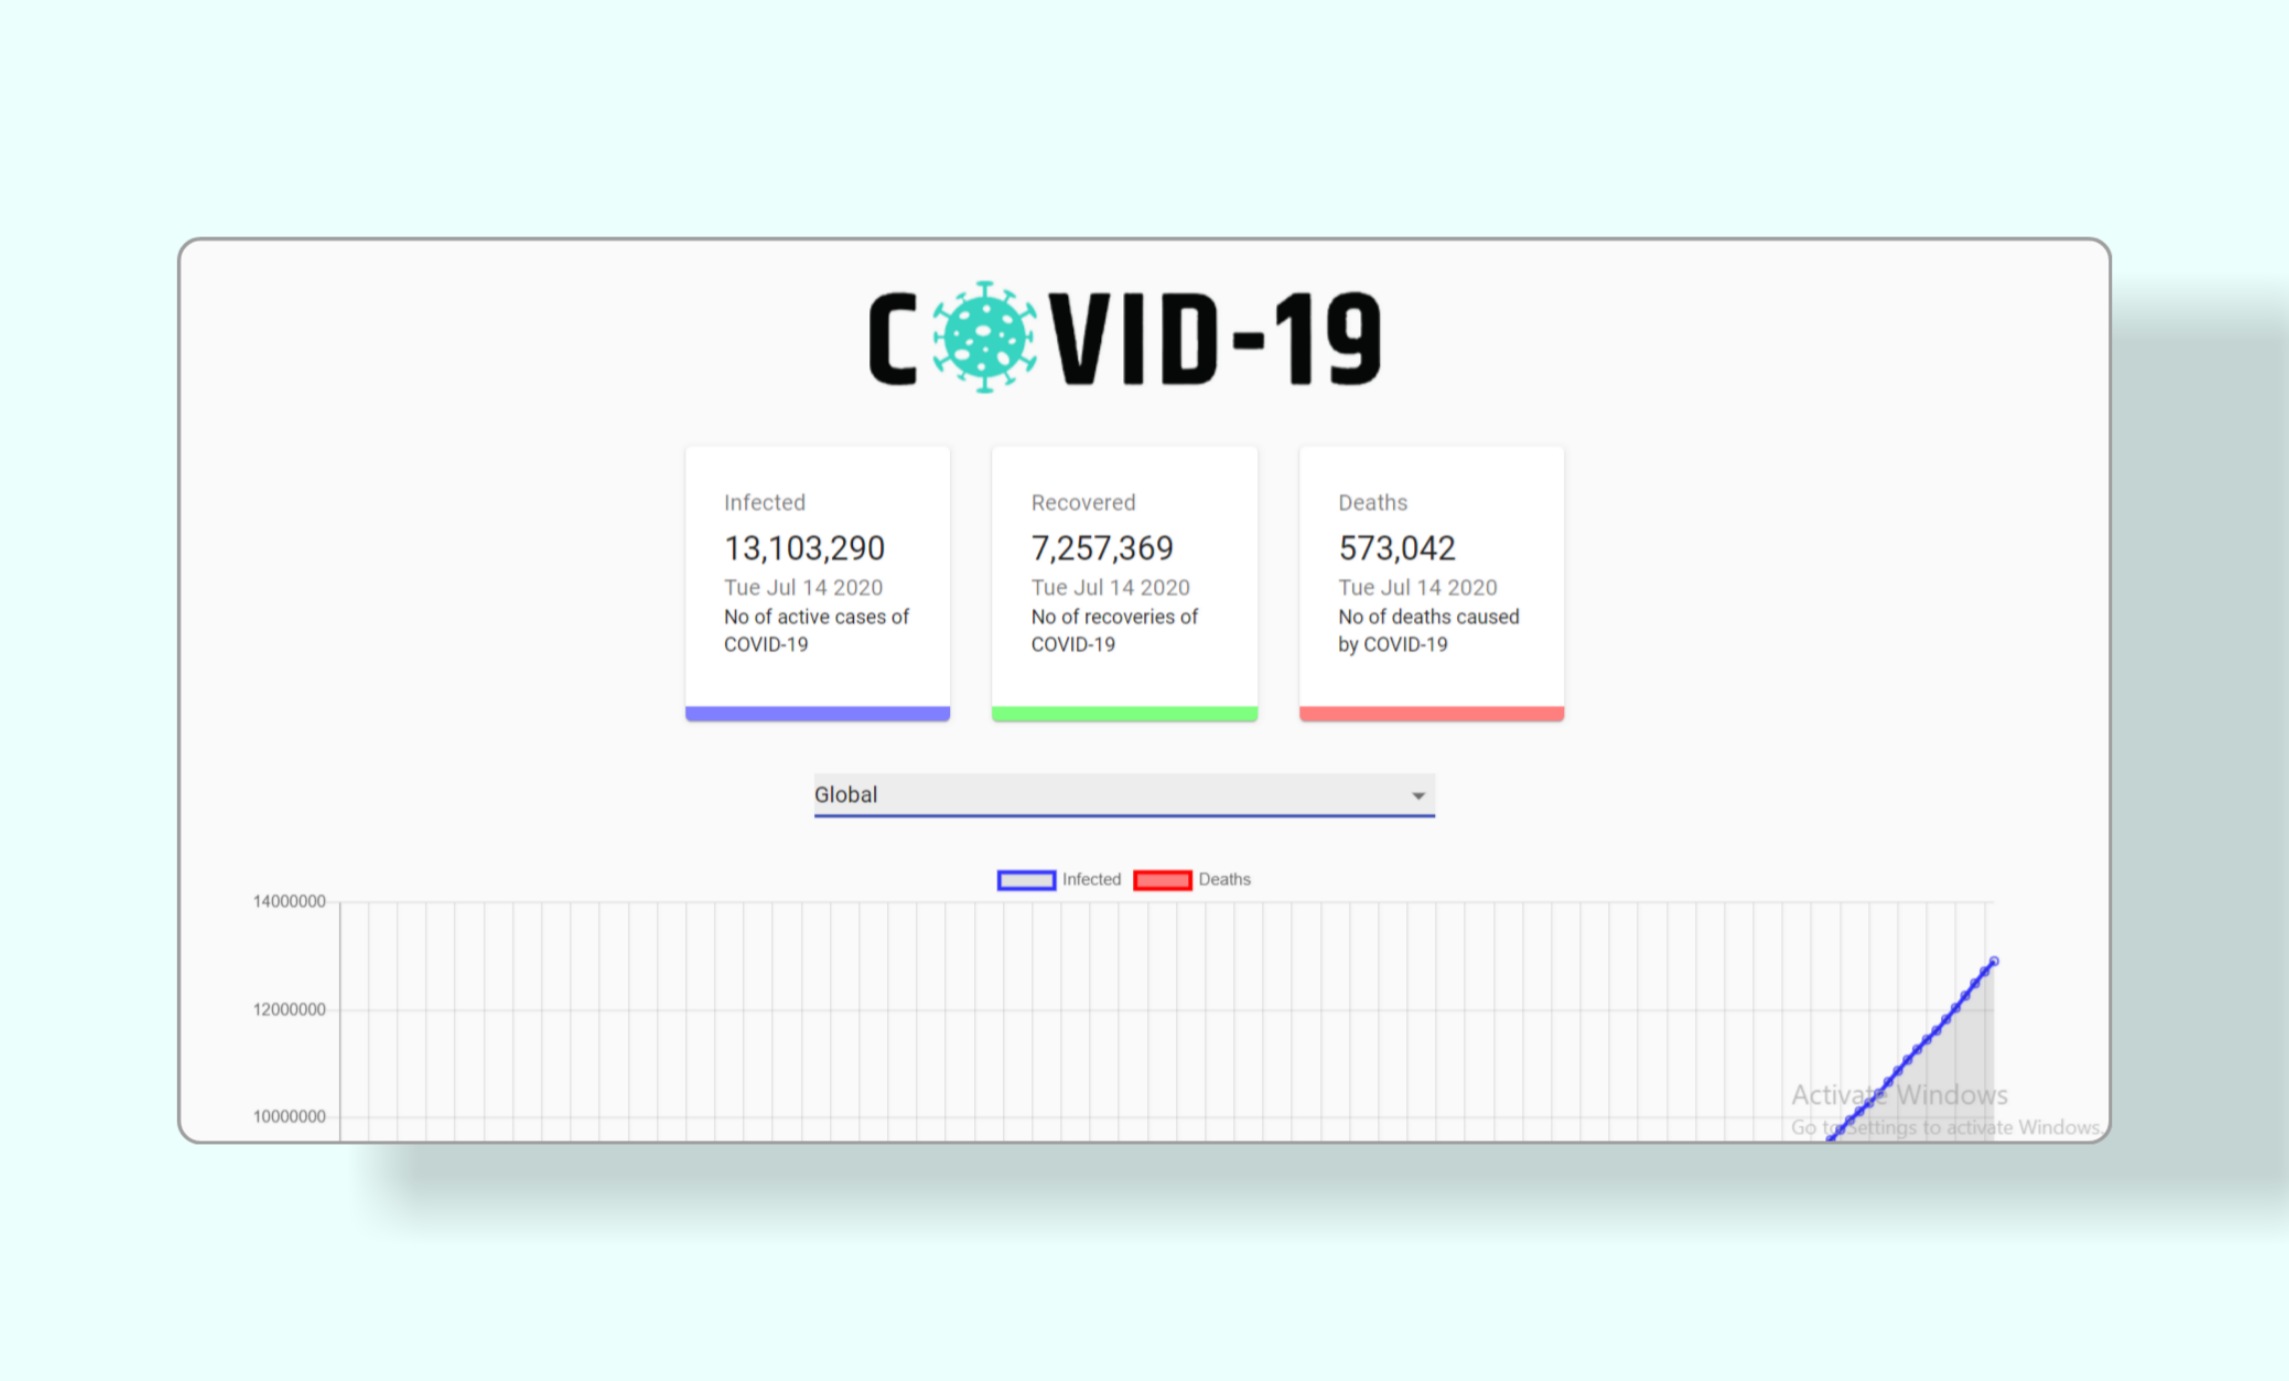 COVID-19
Infected
13,103,290
Tue Jul 14 2020
No of active cases of
COVID-19
Recovered
7,257,369
Tue Jul 14 2020
No of recoveries of
COVID-19
Deaths
573,042
Tue Jul 14 2020
No of deaths caused
by COVID-19
Global
Infected Deaths
14000000
12000000
10000000
Activate Windows
Go to Settings to activate Windows.